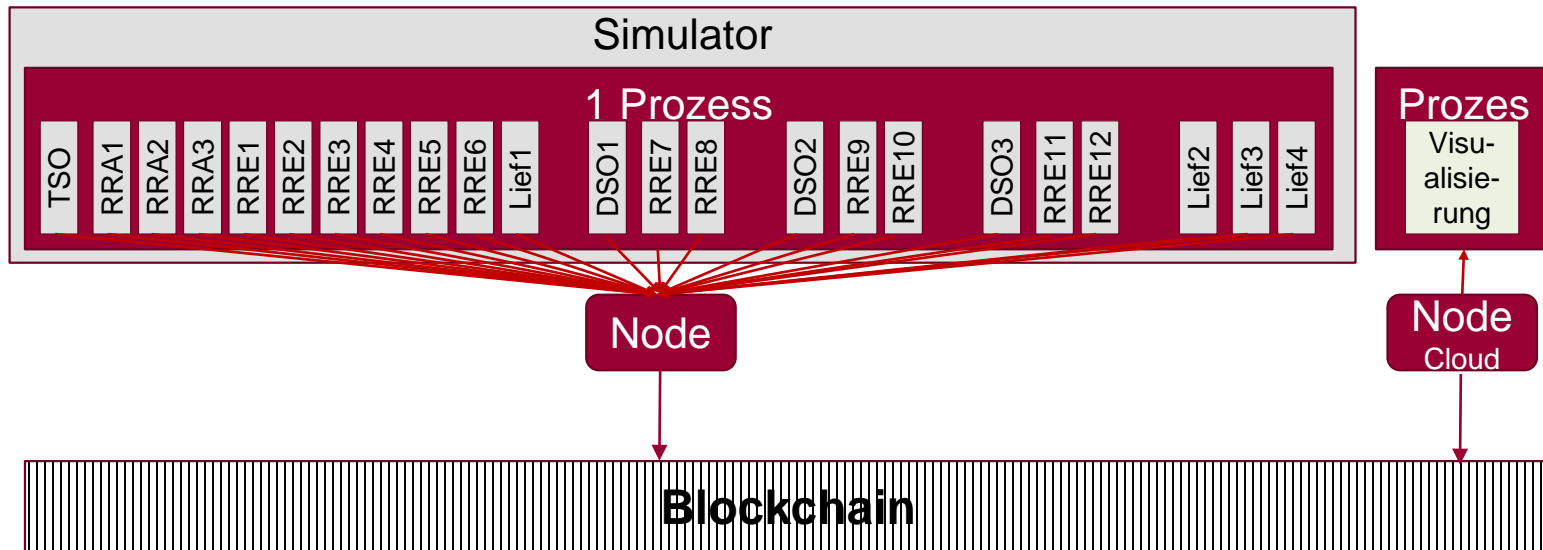 Simulator
1 Prozess
TSO
RRA1
RRA2
RRA3
RRE1
RRE2
RRE3
RRE4
RRE5
RRE6
Lief1
DSO1
RRE7
RRE8
DSO2
RRE9
RRE10
DSO3
RRE11
RRE12
Lief2
Lief3
Lief4
Prozes
Visu-
alisie-
rung
Node
Node
Cloud
Blockchain